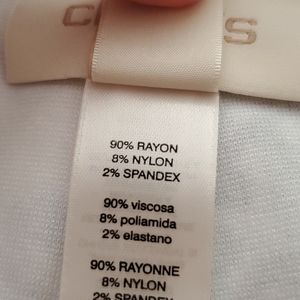 90% RAYON
8% NYLON
2% SPANDEX
90% viscosa
8% poliamida
2% elastano
90% RAYONNE
8% NYLON
2% SPANDEX